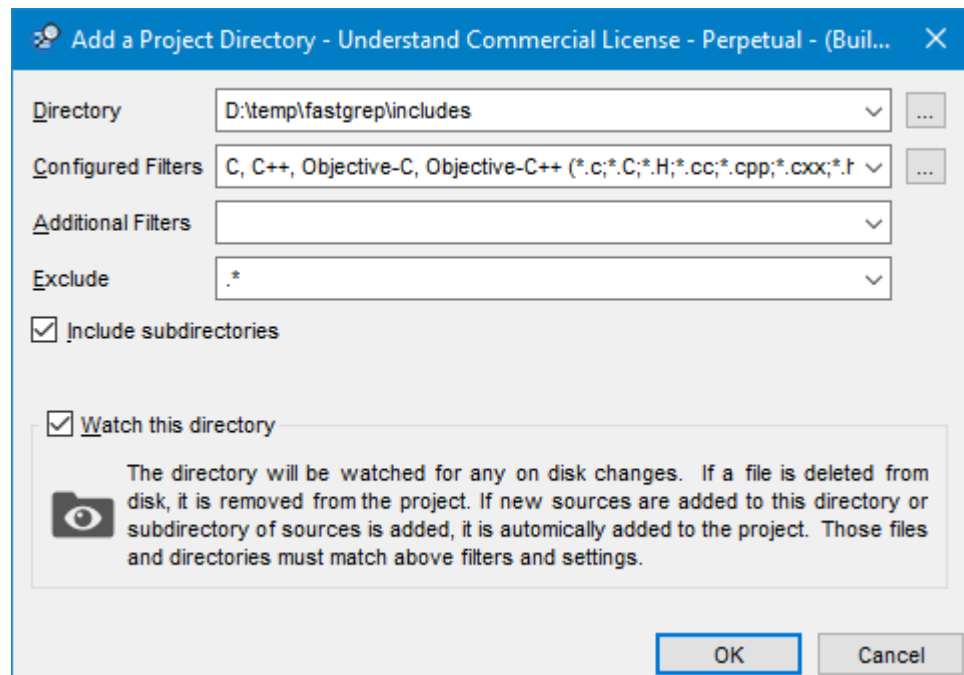 Add a Project Directory - Understand Commercial License - Perpetual - (Buil...
Directory D:\temp\fastgrep\includes ...
Configured Filters C, C++, Objective-C, Objective-C++ (*.c;*.C;*.H;*.cc;*.cpp;*.cxx;*.h ...
Additional Filters
Exclude .*
Include subdirectories
Watch this directory
The directory will be watched for any on disk changes. If a file is deleted from
disk, it is removed from the project. If new sources are added to this directory or
subdirectory of sources is added, it is automically added to the project. Those files
and directories must match above filters and settings.
OK Cancel